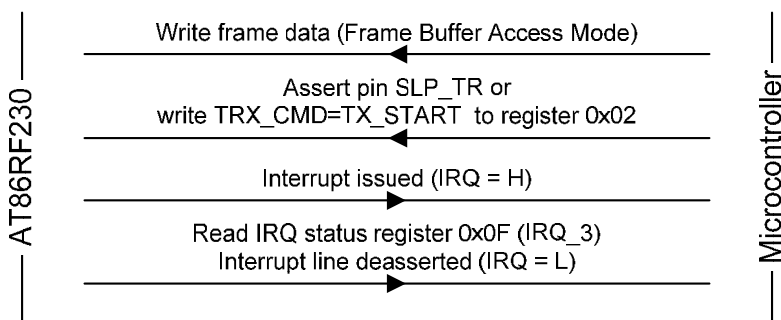 Write frame data (Frame Buffer Access Mode)
Assert pin SLP_TR or
write TRX_CMD=TX_START to register 0x02
Interrupt issued (IRQ = H)
Read IRQ status register 0x0F (IRQ_3)
Interrupt line deasserted (IRQ = L)
AT86RF230
Microcontroller